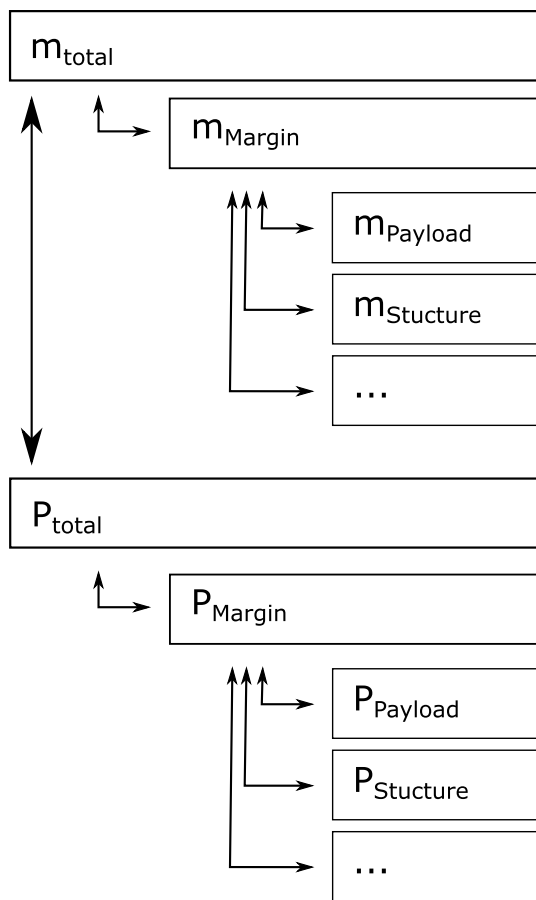 m_total
m_Margin
m_Payload
m_Stucture
...
P_total
P_Margin
P_Payload
P_Stucture
...